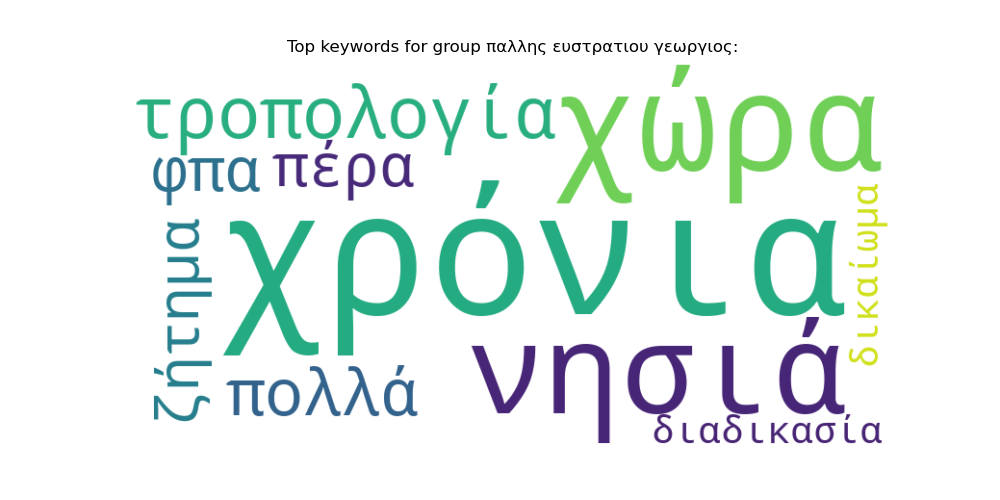 Top keywords for group παλλης ευστρατιου γεωργιος:
τροπολογία
χώρα
φπα
πέρα
χρόνια
ζήτημα
δικαίωμα
πολλά
νησιά
διαδικασία